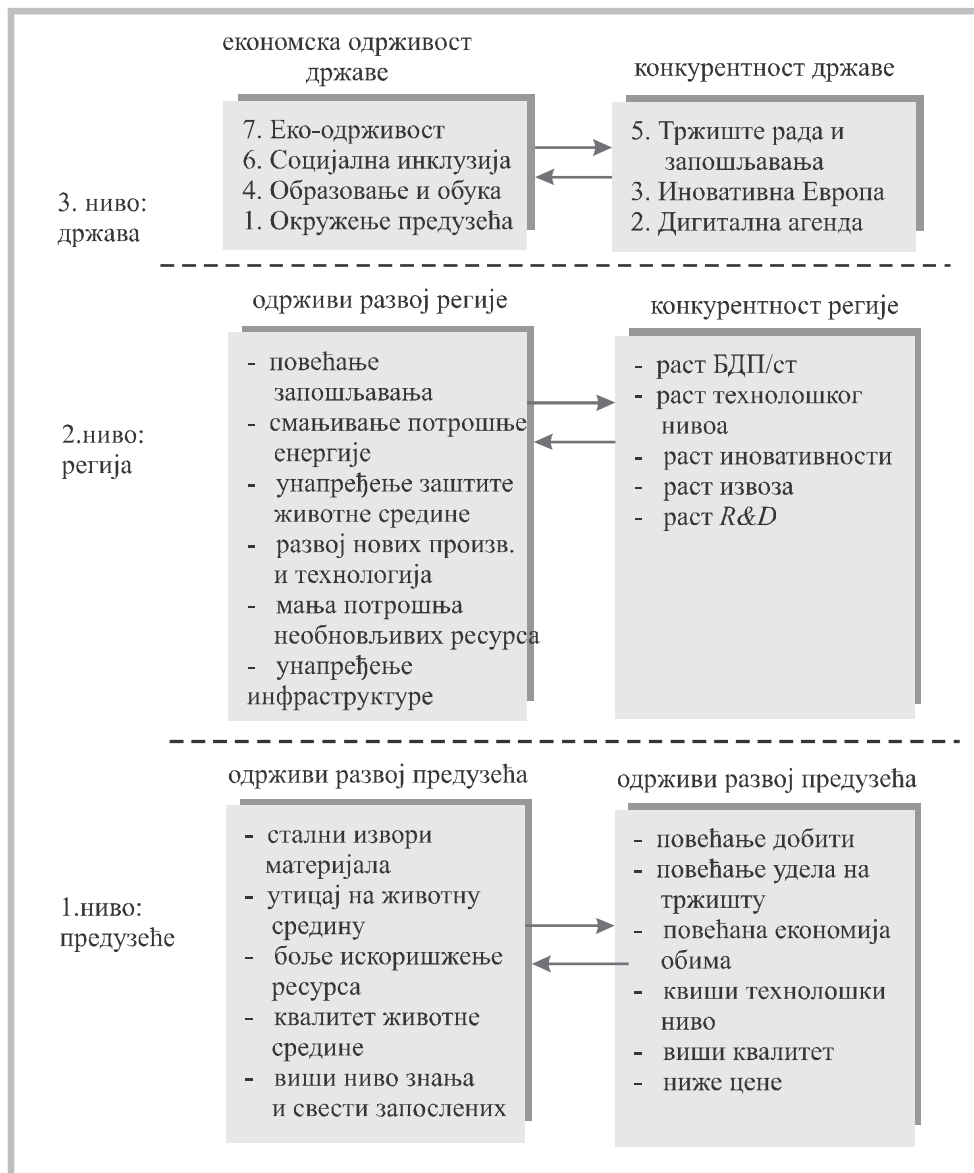 економска одрживост
државе
конкурентност државе
3. ниво:
држава
7. Еко-одрживост
6. Социјална инклузија
4. Образовање и обука
1. Окружење предузећа
5. Тржиште рада и
запошљавања
3. Иновативна Европа
2. Дигитална агенда
одрживи развој регије
конкурентност регије
2.ниво:
регија
- повећање
запошљавања
- смањивање потрошње
енергије
- унапређење заштите
животне средине
- развој нових произв.
и технологија
- мања потрошња
необновљивих ресурса
- унапређење
инфраструктуре
- раст БДП/ст
- раст технолошког
нивоа
- раст иновативности
- раст извоза
- раст R&D
одрживи развој предузећа
одрживи развој предузећа
1.ниво:
предузеће
- стални извори
материјала
- утицај на животну
средину
- боље искоришжење
ресурса
- квалитет животне
средине
- виши ниво знања
и свести запослених
- повећање добити
- повећање удела на
тржишту
- повећана економија
обима
- квиши технолошки
ниво
- виши квалитет
- ниже цене